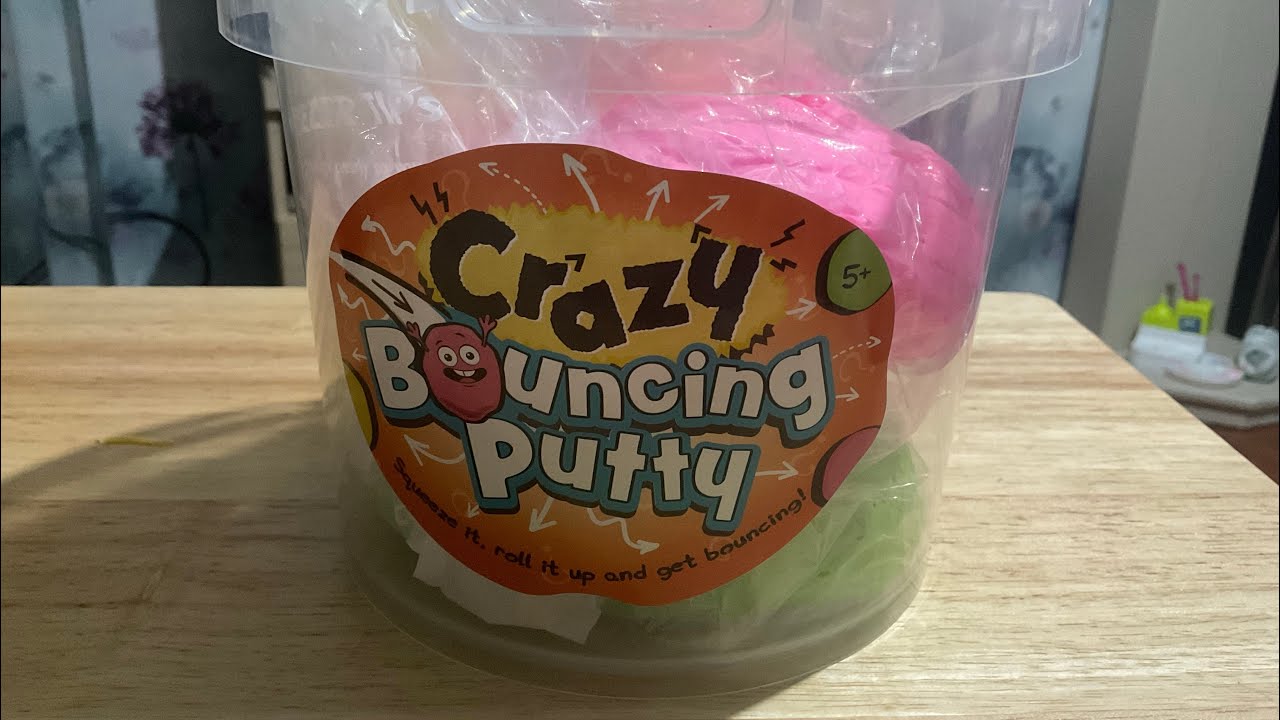 Crazy
5+
Bouncing
Putty
Squeeze it, roll it up and get bouncing!